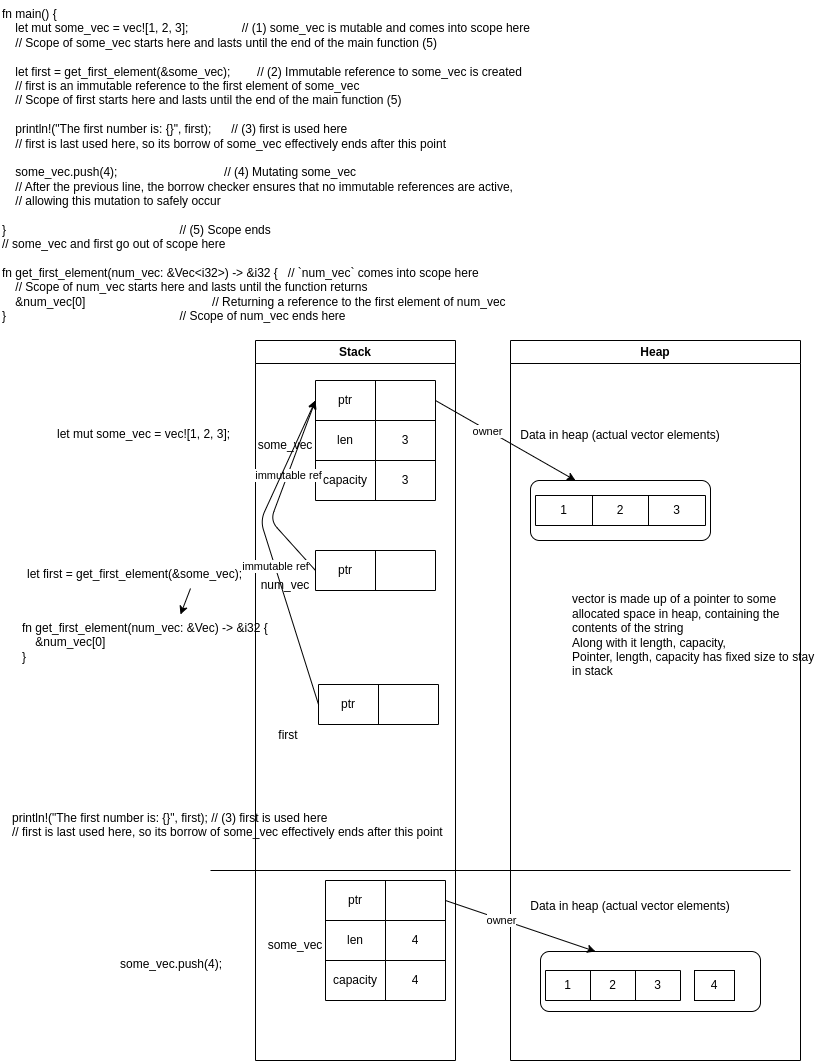 fn main() {
let mut some_vec = vec![1, 2, 3]; // (1) some_vec is mutable and comes into scope here
// Scope of some_vec starts here and lasts until the end of the main function (5)
let first = get_first_element(&some_vec); // (2) Immutable reference to some_vec is created
// first is an immutable reference to the first element of some_vec
// Scope of first starts here and lasts until the end of the main function (5)
println!("The first number is: {}", first); // (3) first is used here
// first is last used here, so its borrow of some_vec effectively ends after this point
some_vec.push(4); // (4) Mutating some_vec
// After the previous line, the borrow checker ensures that no immutable references are active,
// allowing this mutation to safely occur
} // (5) Scope ends
// some_vec and first go out of scope here
fn get_first_element(num_vec: &Vec<i32>) -> &i32 { // `num_vec` comes into scope here
// Scope of num_vec starts here and lasts until the function returns
&num_vec[0] // Returning a reference to the first element of num_vec
} // Scope of num_vec ends here
Stack
Heap
ptr
let mut some_vec = vec![1, 2, 3];
some_vec
len 3
owner
Data in heap (actual vector elements)
immutable ref
capacity 3
1 2 3
let first = get_first_element(&some_vec);
immutable ref
num_vec
ptr
fn get_first_element(num_vec: &Vec) -> &i32 {
&num_vec[0]
}
vector is made up of a pointer to some
allocated space in heap, containing the
contents of the string
Along with it length, capacity,
Pointer, length, capacity has fixed size to stay
in stack
ptr
first
println!("The first number is: {}", first); // (3) first is used here
// first is last used here, so its borrow of some_vec effectively ends after this point
ptr
owner
Data in heap (actual vector elements)
some_vec
len 4
some_vec.push(4);
capacity 4
1 2 3 4